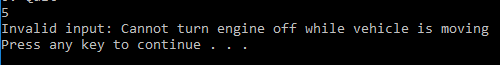 5
Invalid input: Cannot turn engine off while vehicle is moving
Press any key to continue . . .